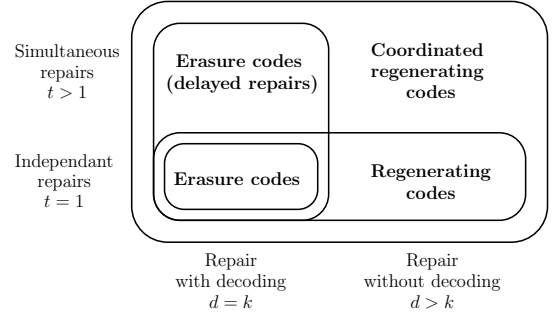 Simultaneous
repairs
t > 1
Erasure codes
(delayed repairs)
Coordinated
regenerating
codes
Independant
repairs
t = 1
Erasure codes
Regenerating
codes
Repair
with decoding
d = k
Repair
without decoding
d > k